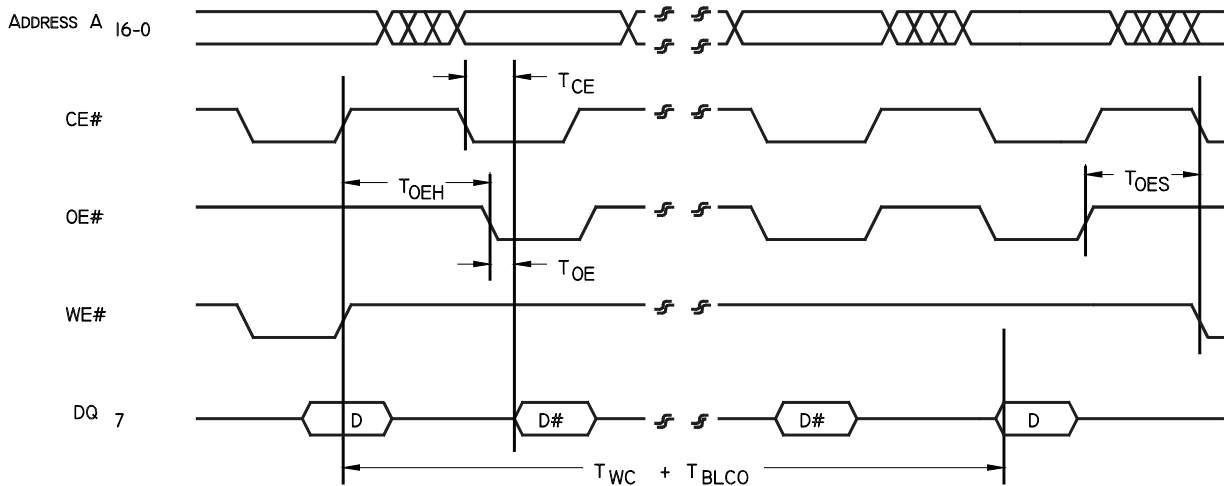 ADDRESS A 16-0
T CE
CE#
T OEH
T OES
OE#
T OE
WE#
DQ 7
D
D#
D#
D
T WC + T BLCO